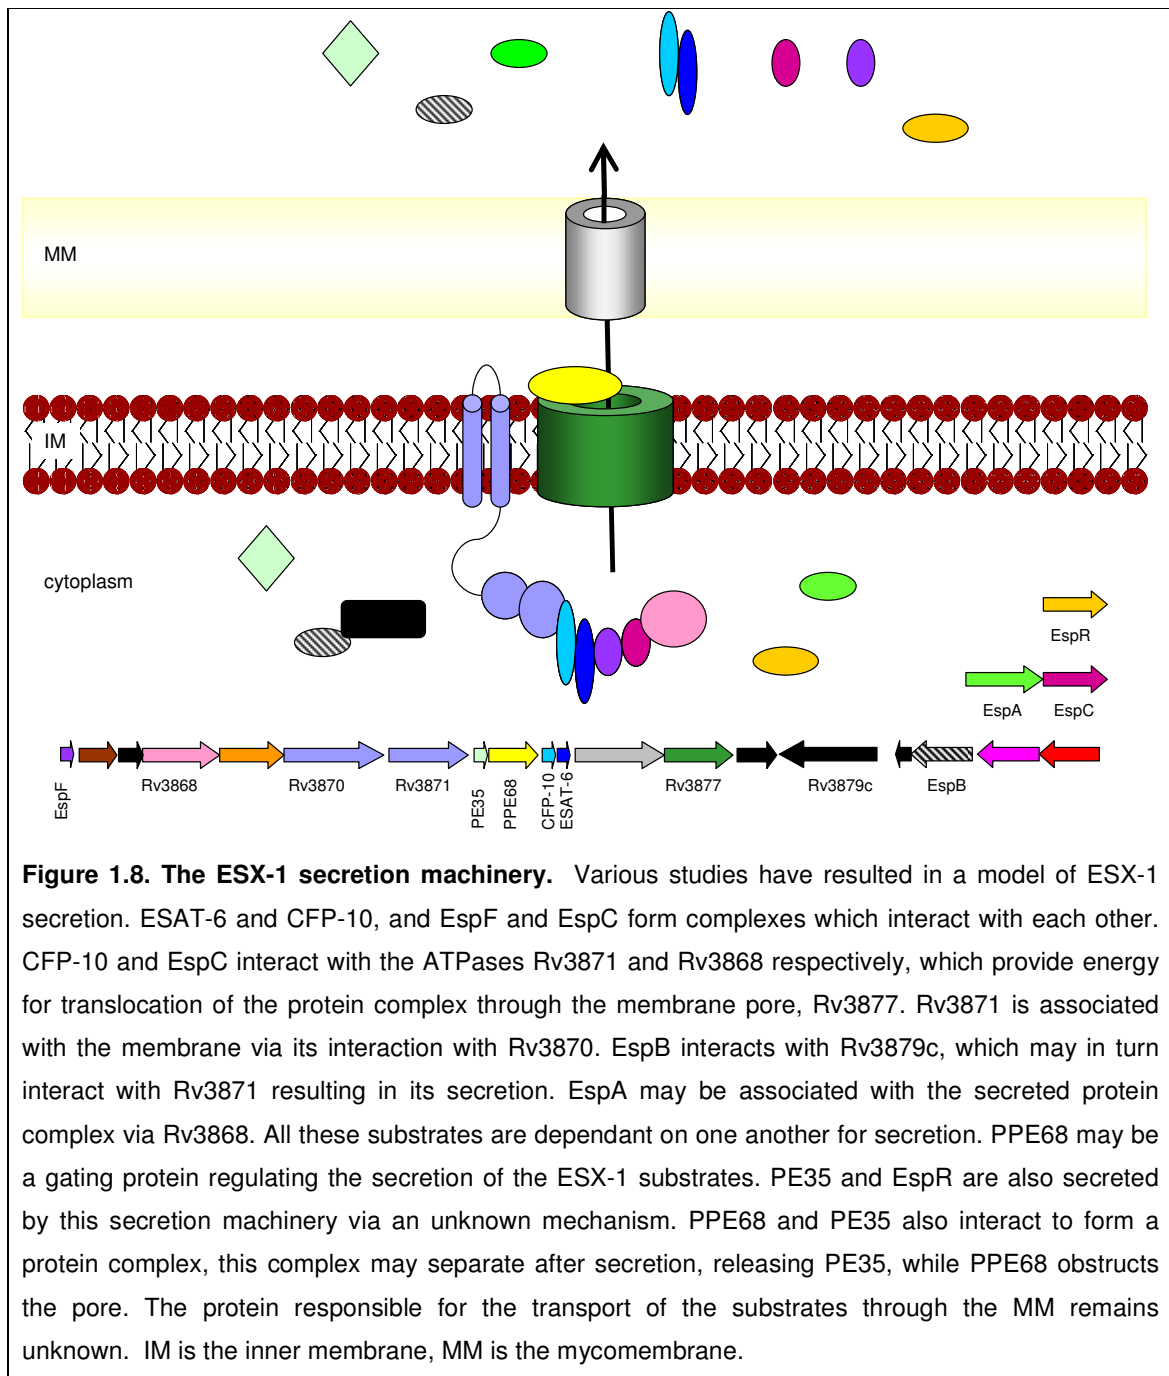 MM
IM
cytoplasm
EspR
EspA EspC
EspF Rv3868 Rv3870 Rv3871 PE35 PPE68 CFP-10 ESAT-6 Rv3877 Rv3879c EspB
Figure 1.8. The ESX-1 secretion machinery. Various studies have resulted in a model of ESX-1
secretion. ESAT-6 and CFP-10, and EspF and EspC form complexes which interact with each other.
CFP-10 and EspC interact with the ATPases Rv3871 and Rv3868 respectively, which provide energy
for translocation of the protein complex through the membrane pore, Rv3877. Rv3871 is associated
with the membrane via its interaction with Rv3870. EspB interacts with Rv3879c, which may in turn
interact with Rv3871 resulting in its secretion. EspA may be associated with the secreted protein
complex via Rv3868. All these substrates are dependant on one another for secretion. PPE68 may be
a gating protein regulating the secretion of the ESX-1 substrates. PE35 and EspR are also secreted
by this secretion machinery via an unknown mechanism. PPE68 and PE35 also interact to form a
protein complex, this complex may separate after secretion, releasing PE35, while PPE68 obstructs
the pore. The protein responsible for the transport of the substrates through the MM remains
unknown. IM is the inner membrane, MM is the mycomembrane.